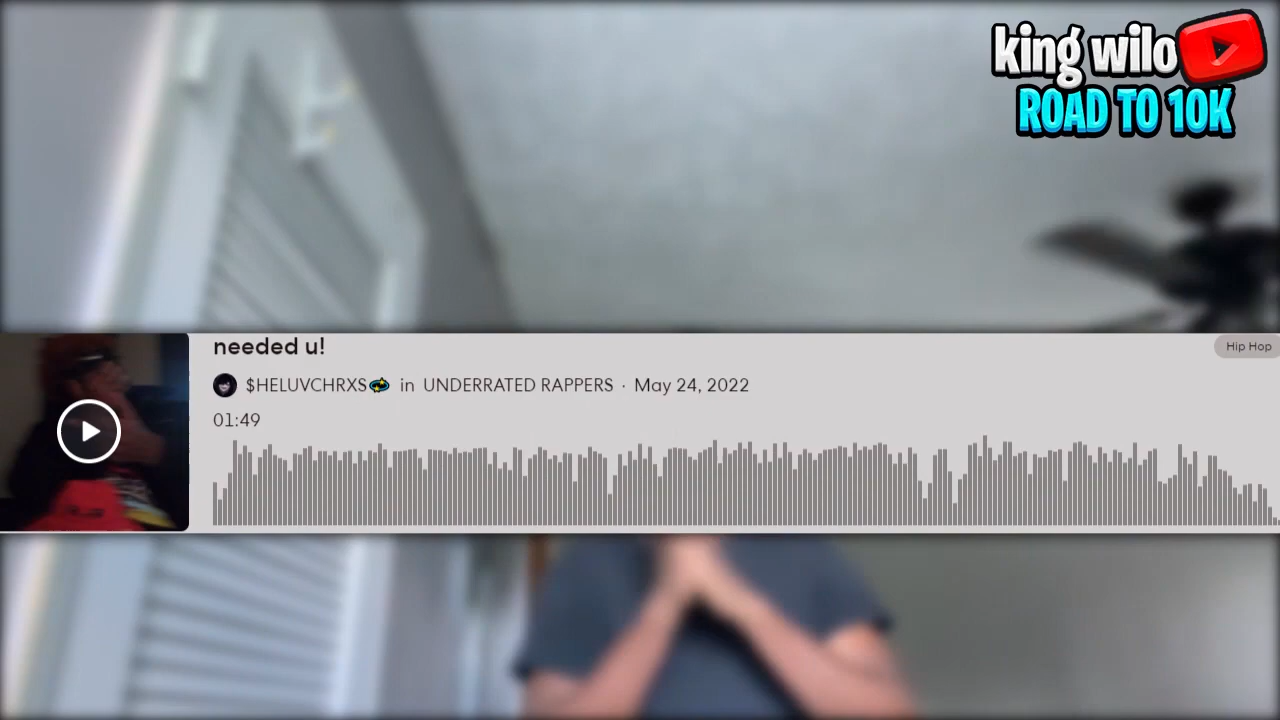 king wilo
ROAD TO 10K
needed u!
Hip Hop
$HELUVCHRXS💫 in UNDERRATED RAPPERS · May 24, 2022
01:49